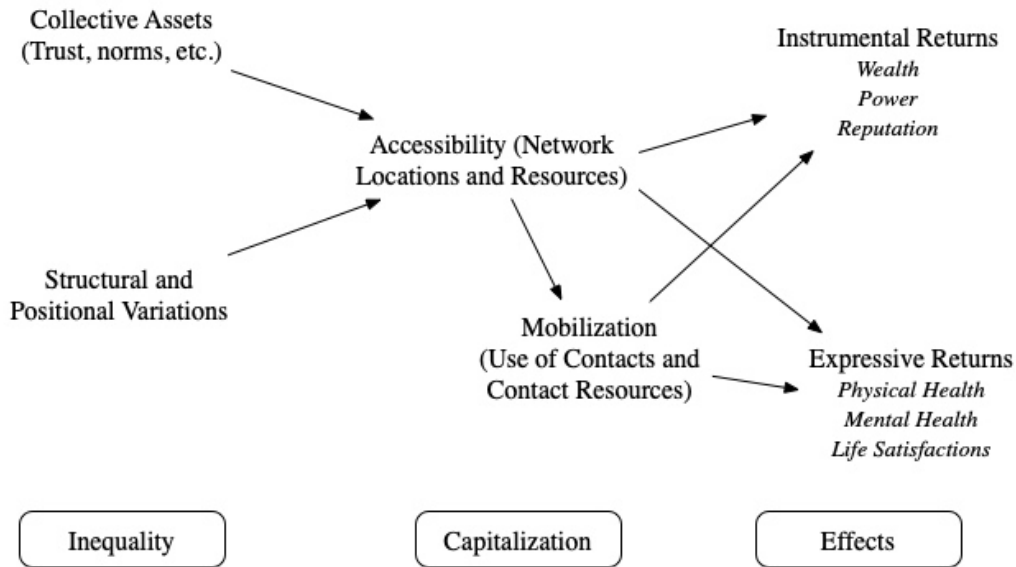 Collective Assets
(Trust, norms, etc.)
Structural and
Positional Variations
Accessibility (Network
Locations and Resources)
Mobilization
(Use of Contacts and
Contact Resources)
Instrumental Returns
Wealth
Power
Reputation
Expressive Returns
Physical Health
Mental Health
Life Satisfactions
Inequality
Capitalization
Effects